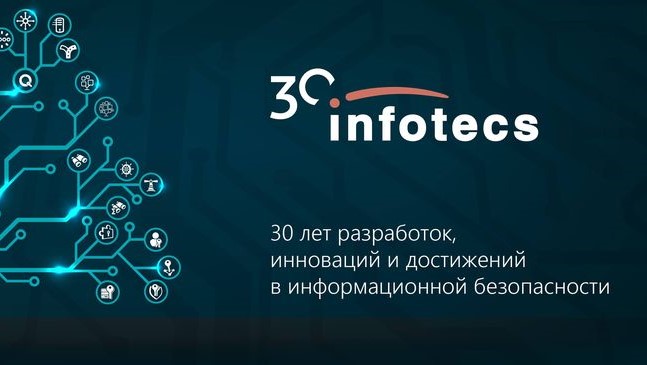 30
infotecs
30 лет разработок,
инноваций и достижений
в информационной безопасности